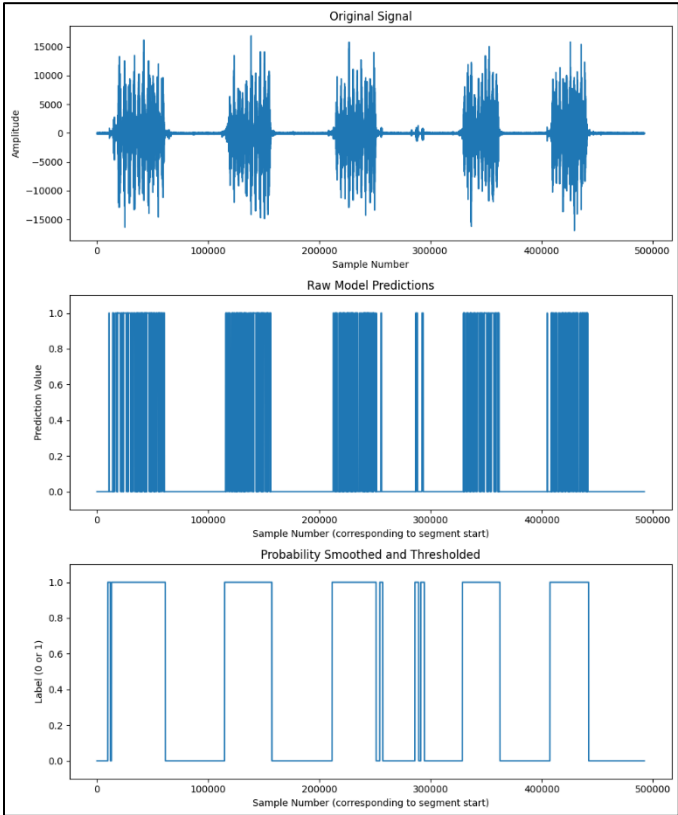 Original Signal
15000
10000
5000
0
−5000
−10000
−15000
Amplitude
0 100000 200000 300000 400000 500000
Sample Number
Raw Model Predictions
1.0
0.8
0.6
0.4
0.2
0.0
Prediction Value
0 100000 200000 300000 400000 500000
Sample Number (corresponding to segment start)
Probability Smoothed and Thresholded
1.0
0.8
0.6
0.4
0.2
0.0
Label (0 or 1)
0 100000 200000 300000 400000 500000
Sample Number (corresponding to segment start)